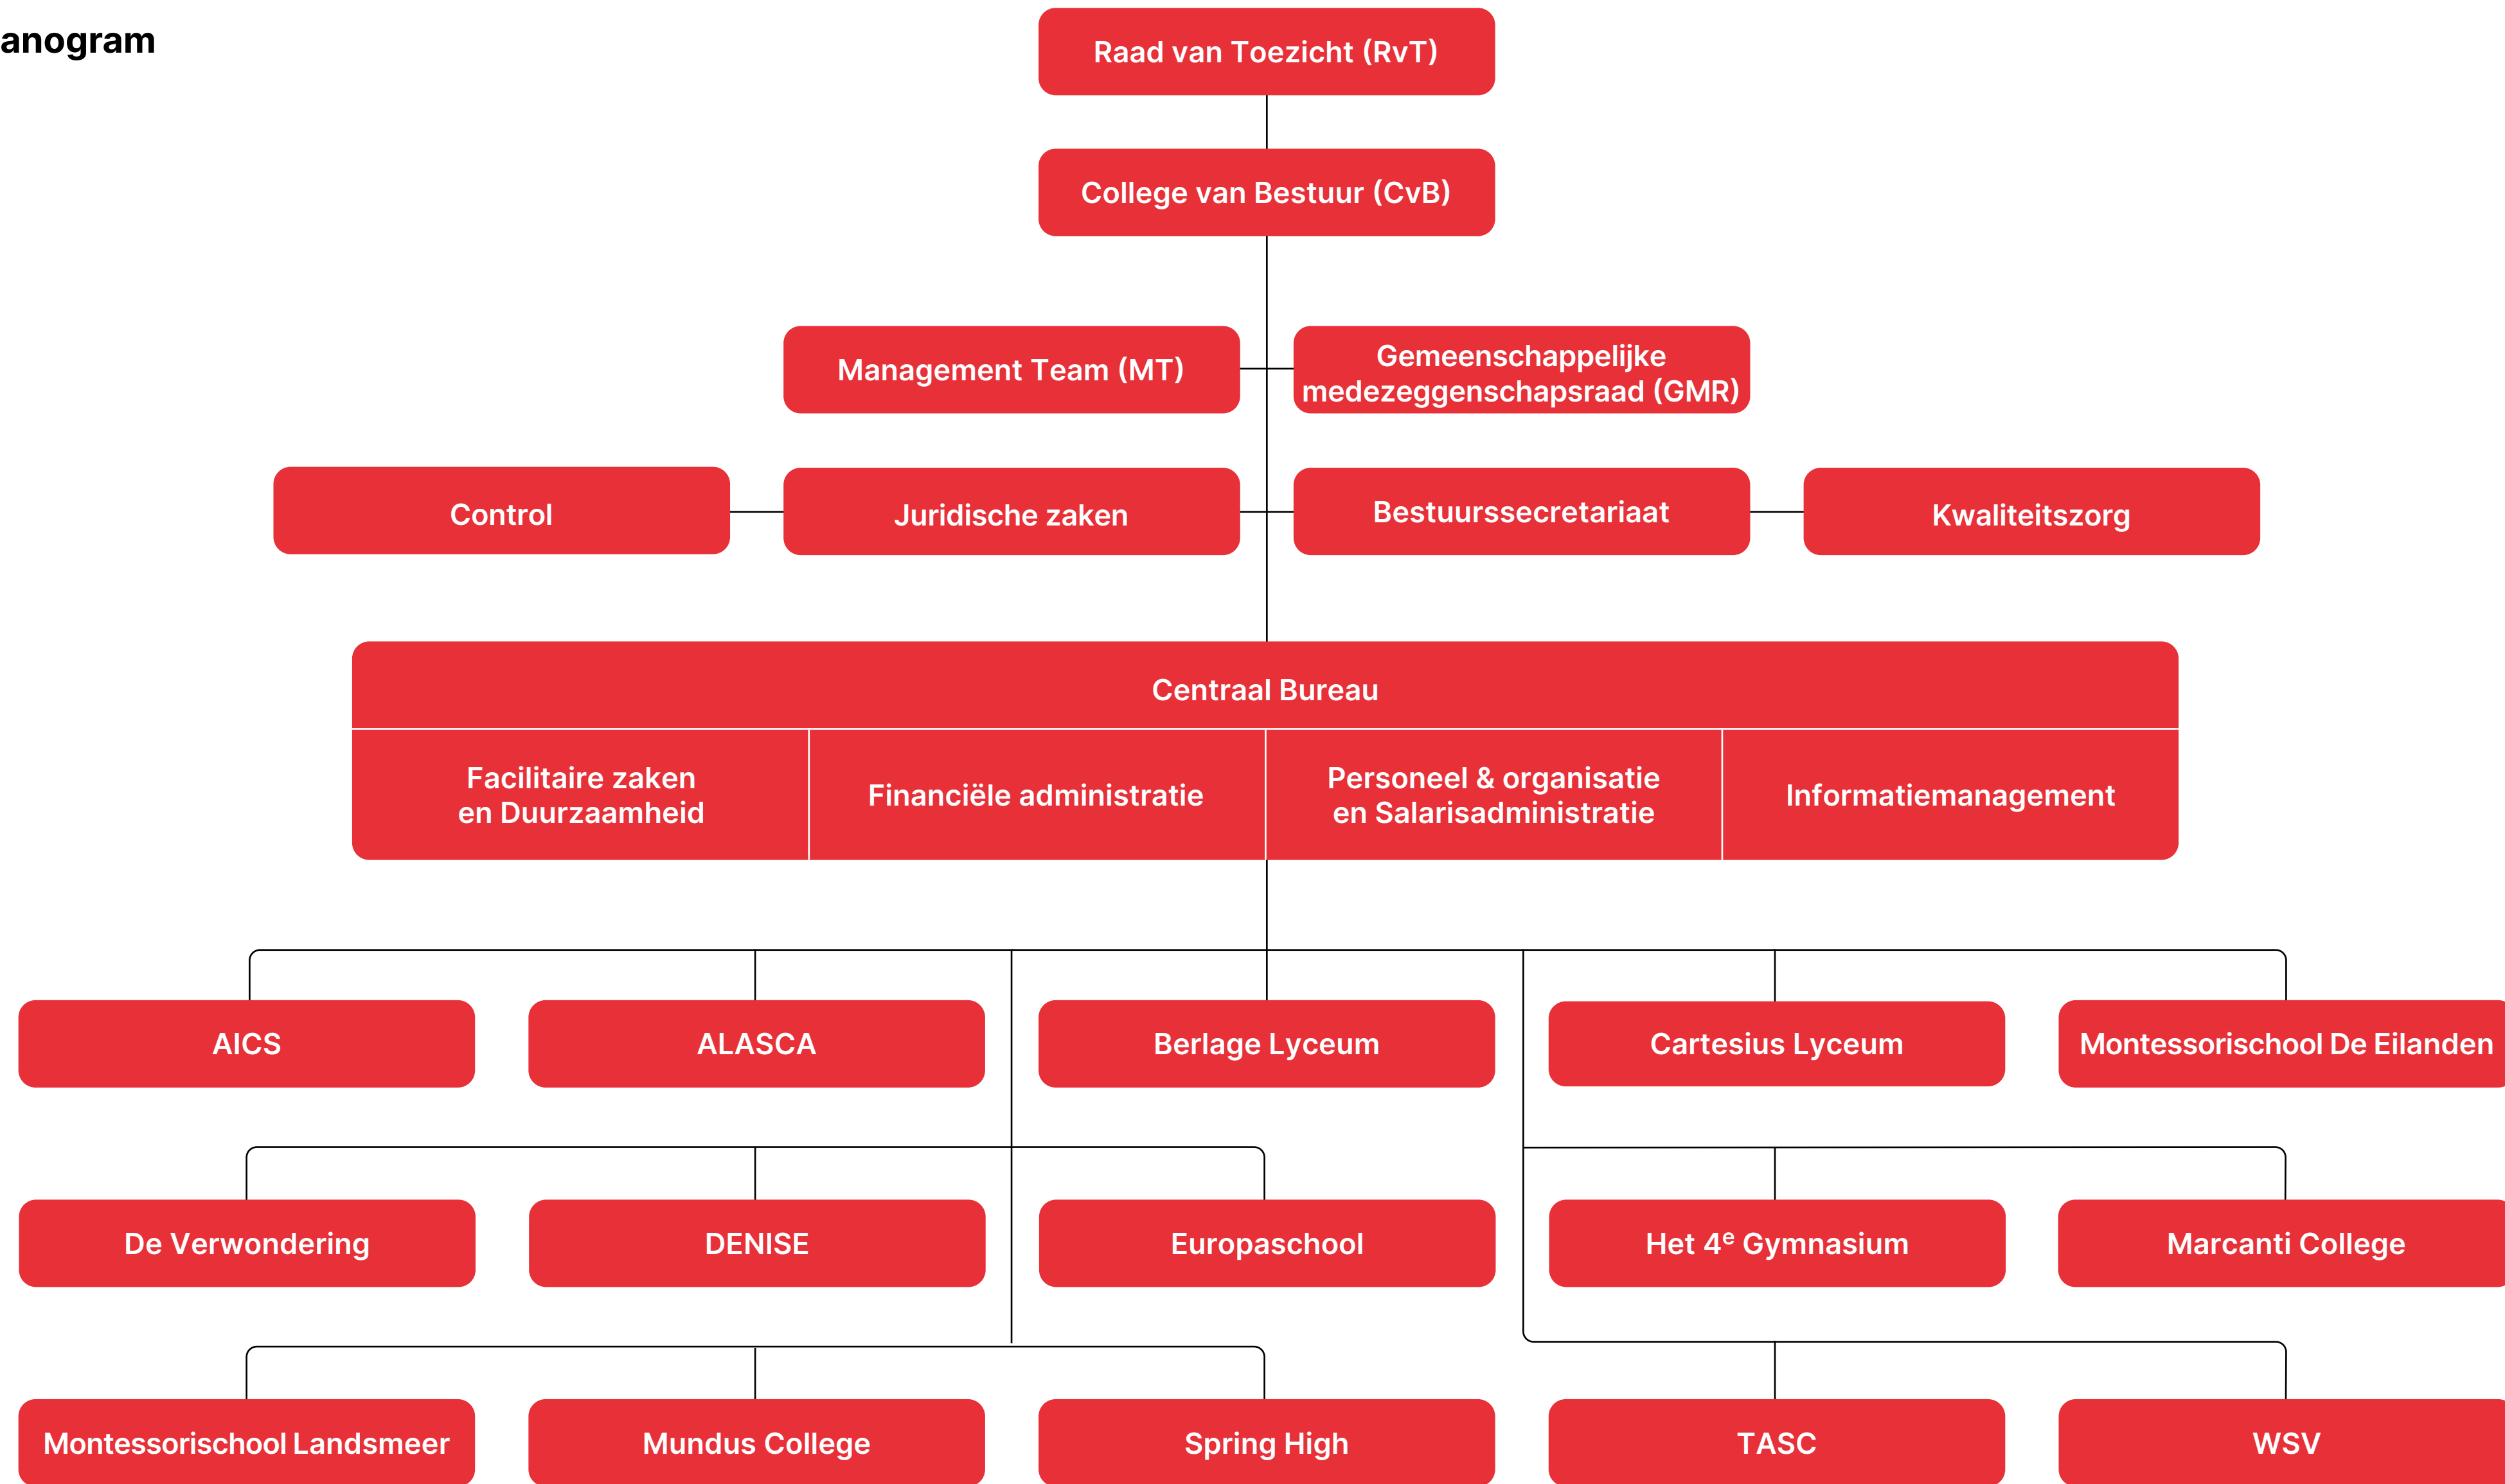 anogram
Raad van Toezicht (RvT)
College van Bestuur (CvB)
Management Team (MT)
Gemeenschappelijke
medezeggenschapsraad (GMR)
Control
Juridische zaken
Bestuurssecretariaat
Kwaliteitszorg
Centraal Bureau
Facilitaire zaken
en Duurzaamheid
Financiële administratie
Personeel & organisatie
en Salarisadministratie
Informatiemanagement
AICS
ALASCA
Berlage Lyceum
Cartesius Lyceum
Montessorischool De Eilanden
De Verwondering
DENISE
Europaschool
Het 4e Gymnasium
Marcanti College
Montessorischool Landsmeer
Mundus College
Spring High
TASC
WSV